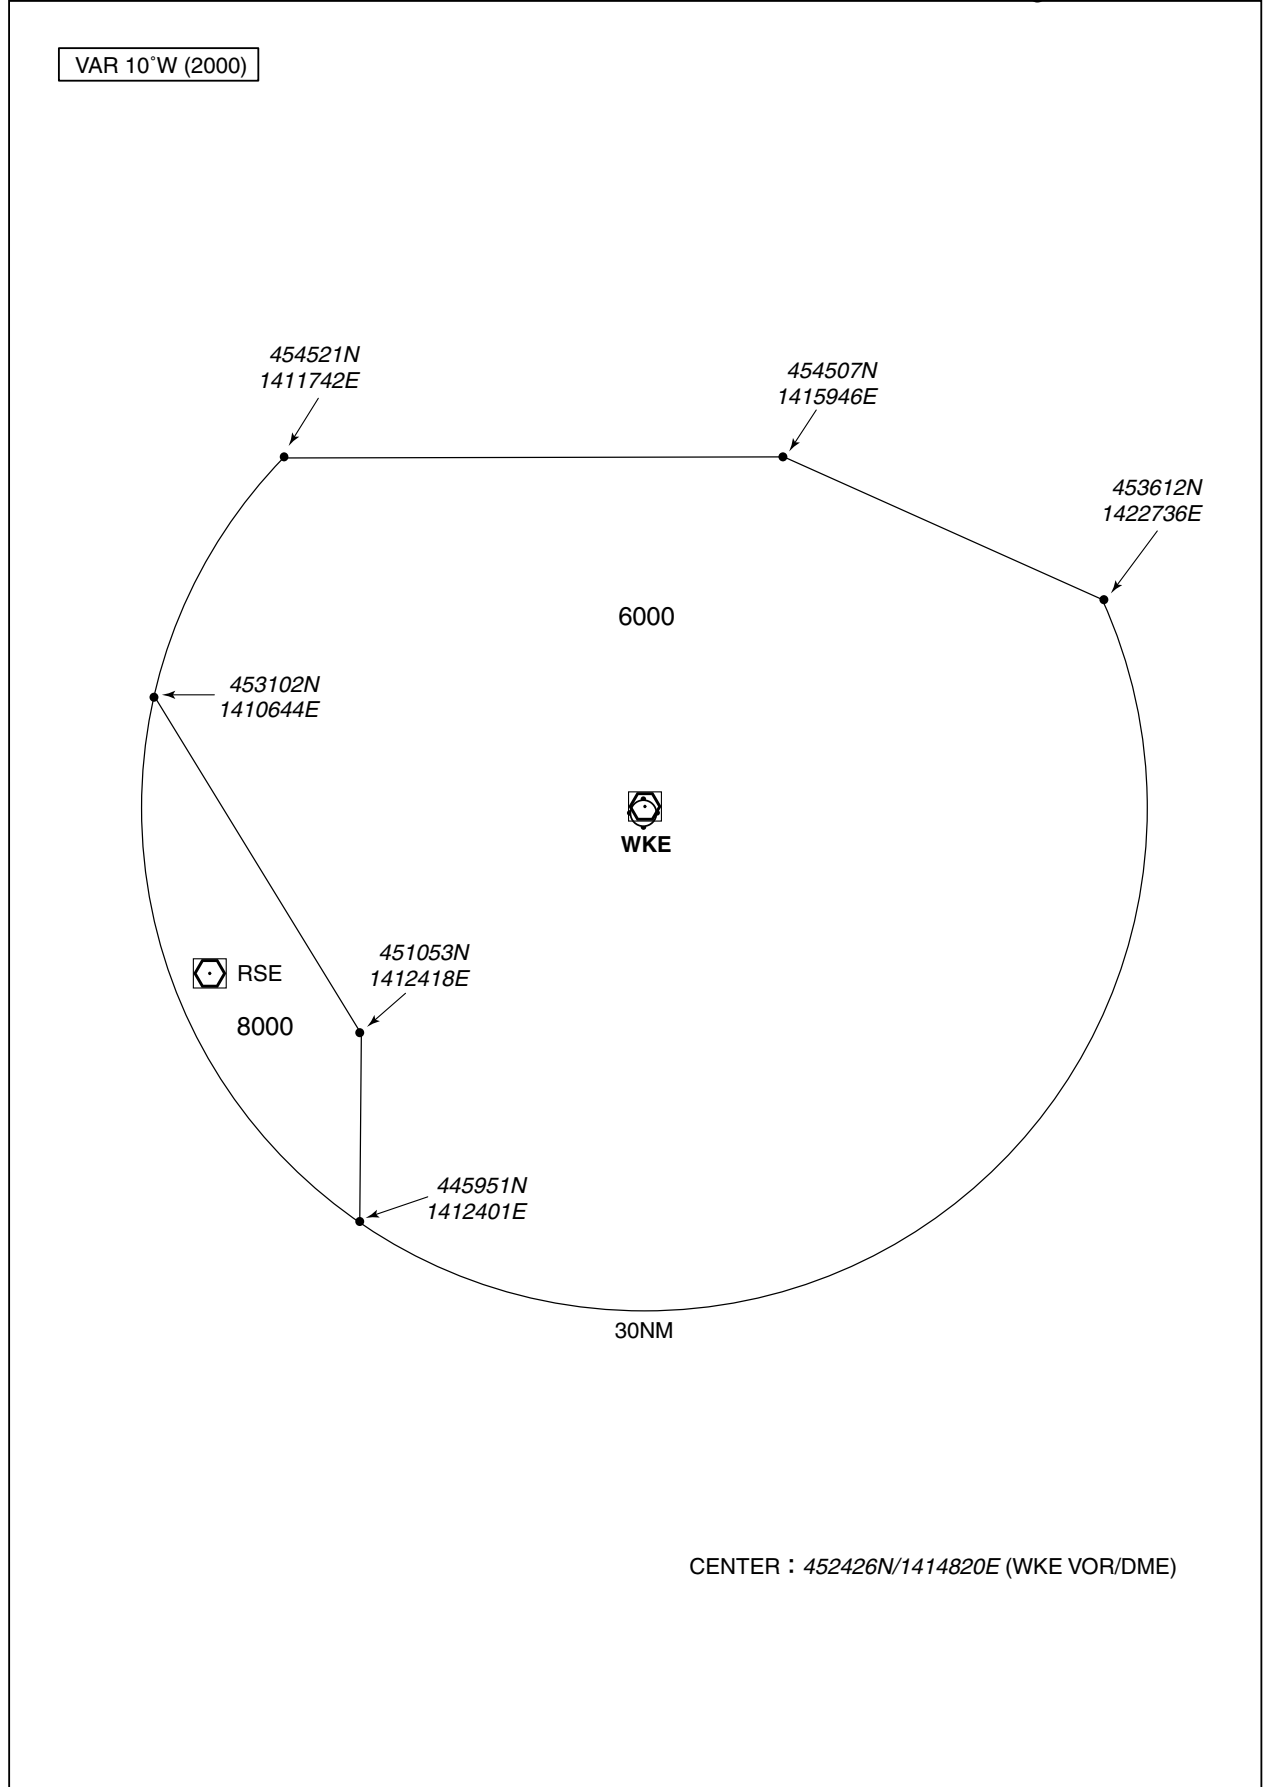 VAR 10˚W (2000)
454521N
1411742E
454507N
1415946E
453612N
1422736E
6000
453102N
1410644E
WKE
451053N
1412418E
RSE
8000
445951N
1412401E
30NM
CENTER : 452426N/1414820E (WKE VOR/DME)